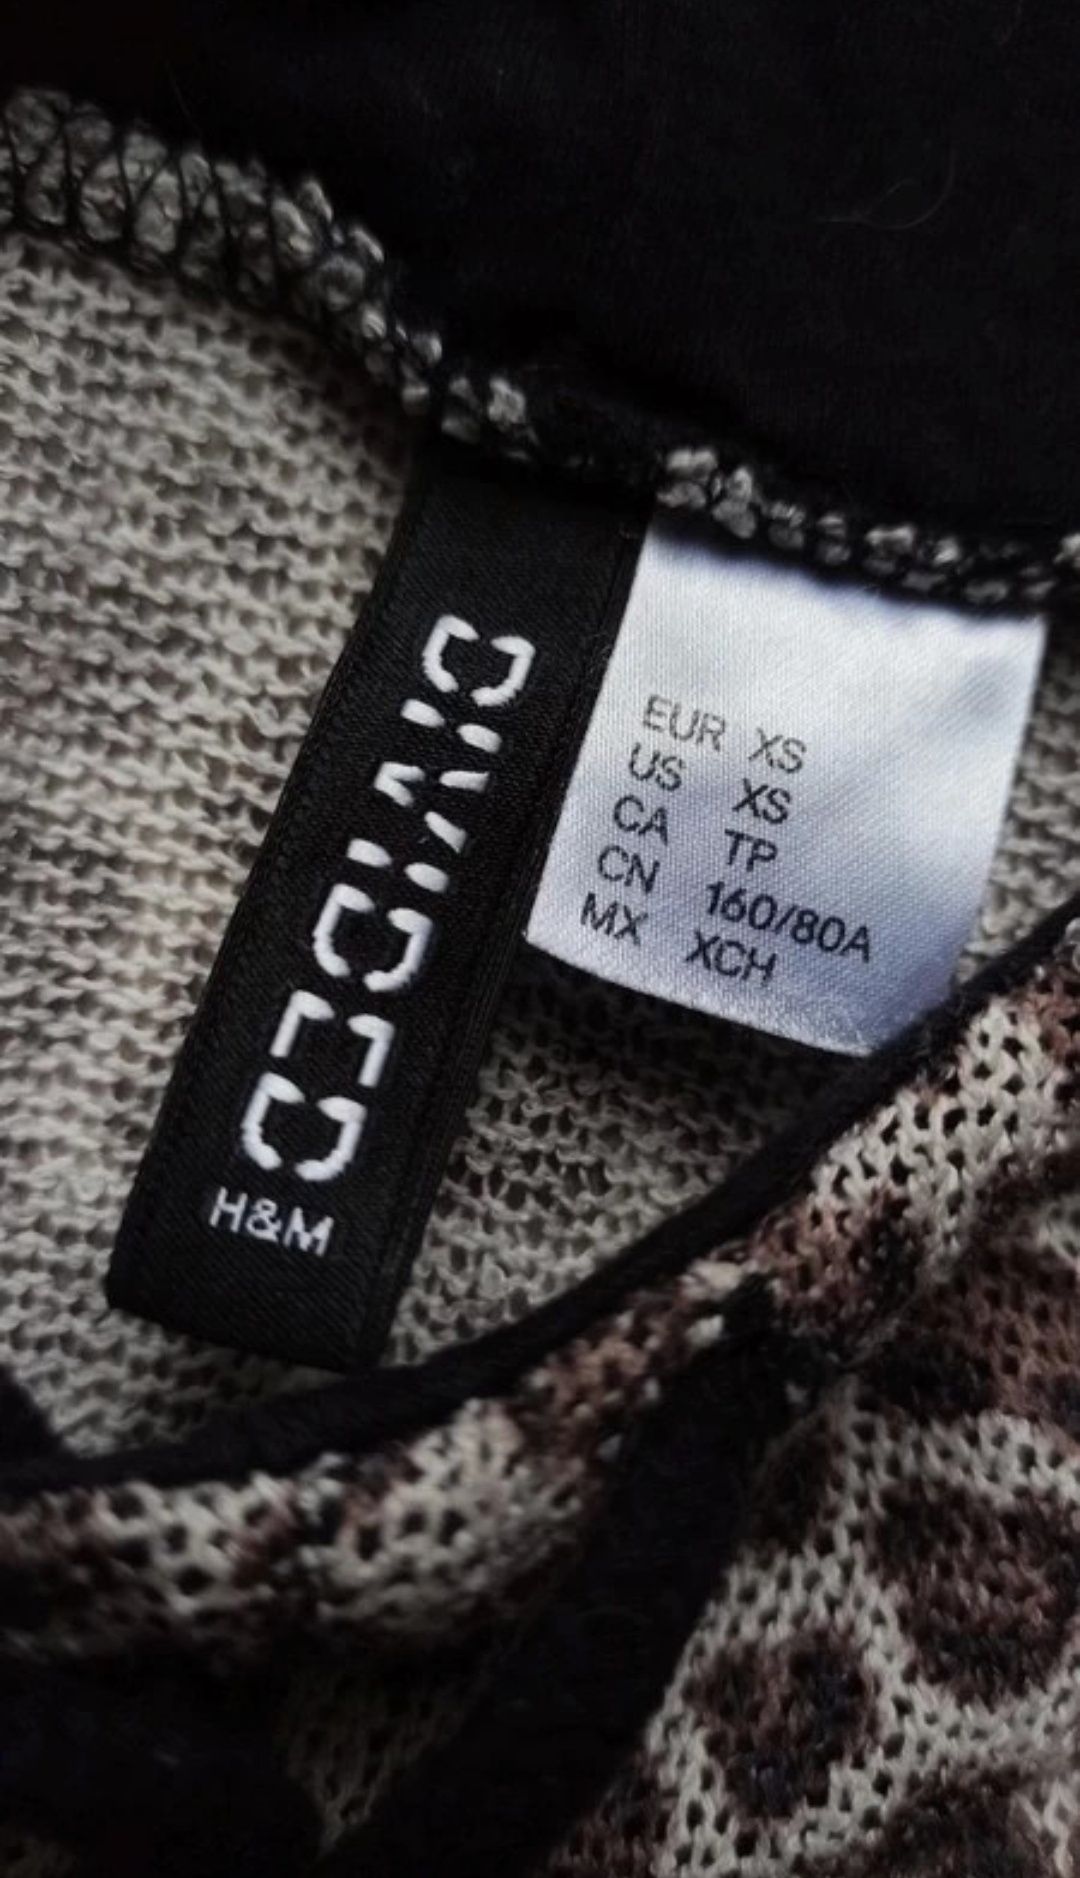 DIVIDED
H&M
EUR XS
US XS
CA TP
CN 160/80A
MX XCH